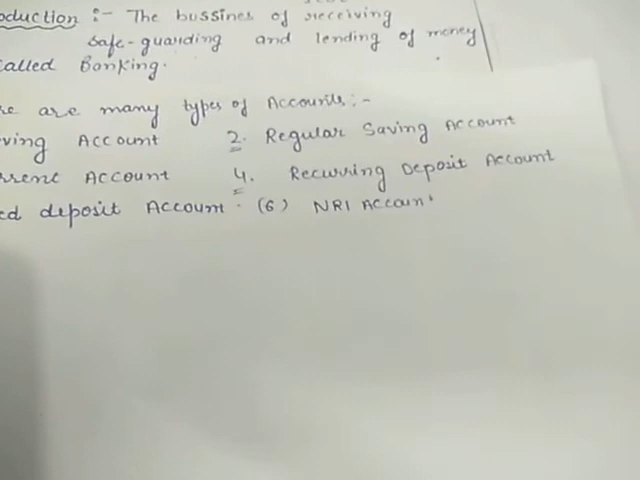 oduction :- The bussines of receiving
safe-guarding and lending of money
called Banking.
re are many types of Accounts:-
ving Account 2. Regular Saving Account
rrent Account 4. Recurring Deposit Account
ed deposit Account. (6) NRI Accoun